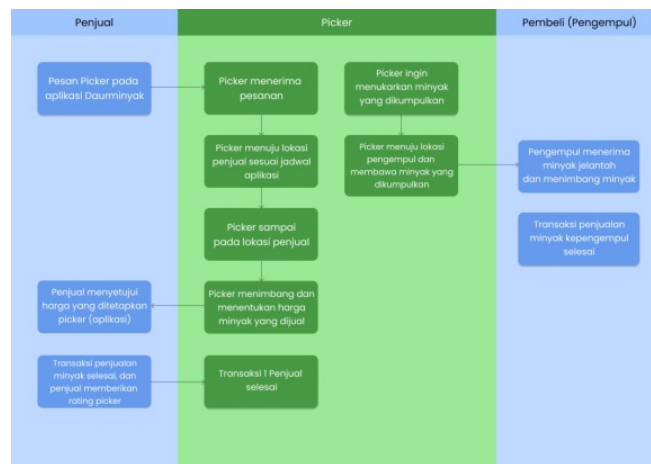 Penjual
Picker
Pembeli (Pengempul)
Pesan Picker pada
aplikasi Daurminyak
Picker menerima
pesanan
Picker ingin
menukarkan minyak
yang dikumpulkan
Picker menuju lokasi
penjual sesuai jadwal
aplikasi
Picker menuju lokasi
pengempul dan
membawa minyak yang
dikumpulkan
Pengempul menerima
minyak jelantah
dan menimbang minyak
Picker sampai
pada lokasi penjual
Transaksi penjualan
minyak kepengempul
selesai
Penjual menyetujui
harga yang ditetapkan
picker (aplikasi)
Picker menimbang dan
menentukan harga
minyak yang dijual
Transaksi penjualan
minyak selesai, dan
penjual memberikan
rating picker
Transaksi 1 Penjual
selesai